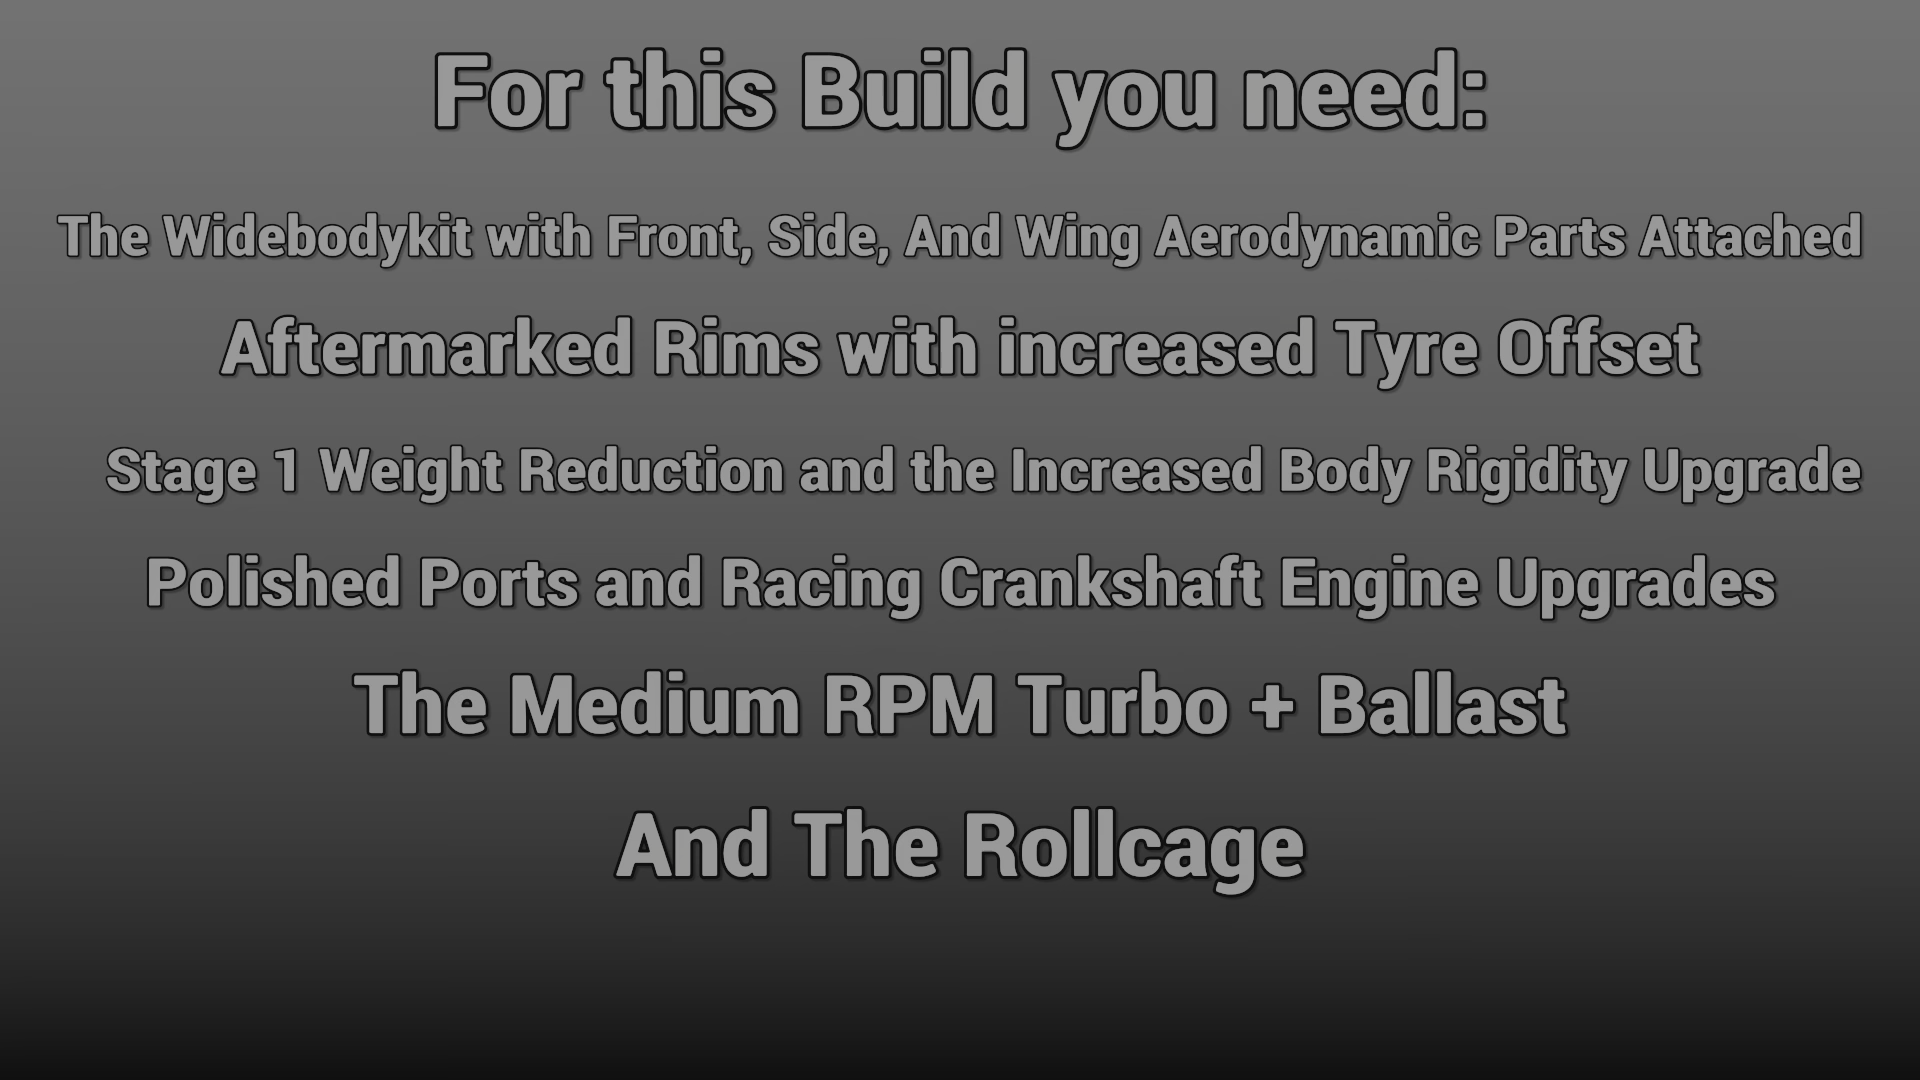 For this Build you need:
The Widebodykit with Front, Side, And Wing Aerodynamic Parts Attached
Aftermarked Rims with increased Tyre Offset
Stage 1 Weight Reduction and the Increased Body Rigidity Upgrade
Polished Ports and Racing Crankshaft Engine Upgrades
The Medium RPM Turbo + Ballast
And The Rollcage